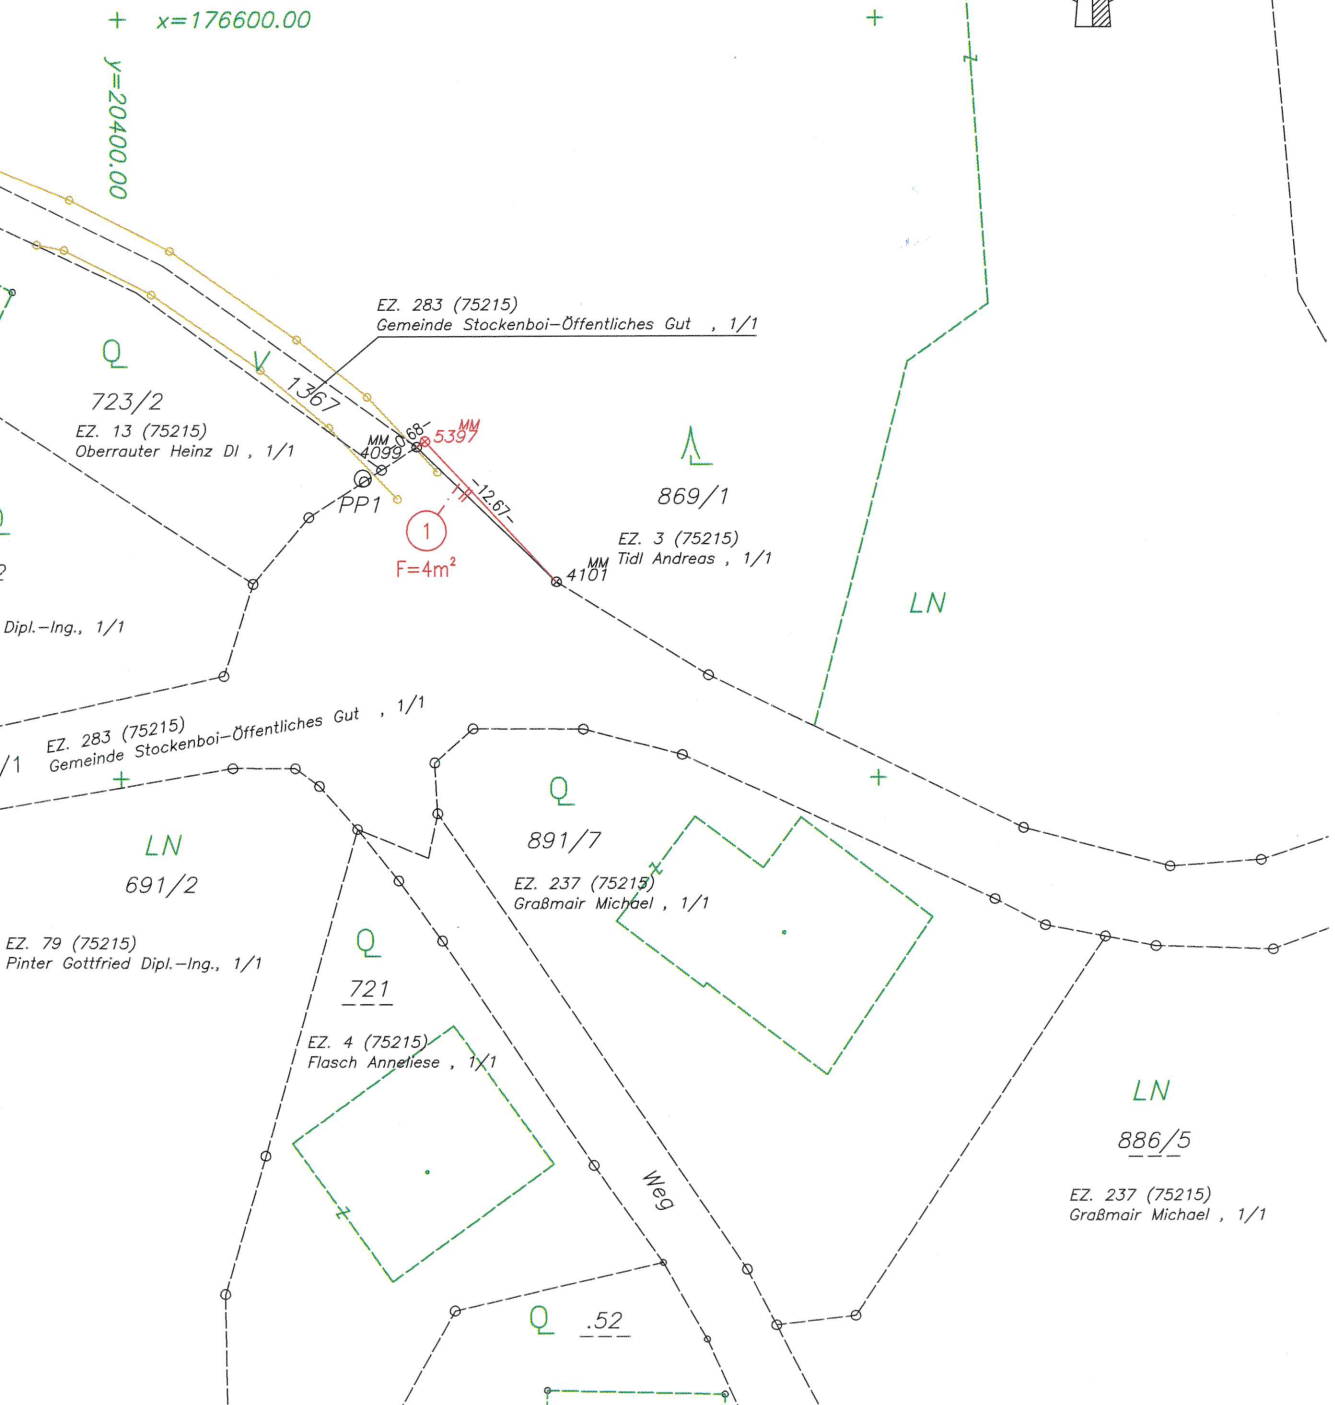 x=176600.00
y=20400.00
EZ. 283 (75215)
Gemeinde Stockenboi-Öffentliches Gut , 1/1
V
1367
Q
723/2
EZ. 13 (75215)
Oberrauter Heinz DI , 1/1
MM
4099
-0.68-
MM
5397
PP1
-12.67-
1
F=4m²
869/1
EZ. 3 (75215)
Tidl Andreas , 1/1
MM
4101
LN
2
Dipl.-Ing., 1/1
EZ. 283 (75215)
Gemeinde Stockenboi-Öffentliches Gut , 1/1
/1
LN
691/2
EZ. 79 (75215)
Pinter Gottfried Dipl.-Ing., 1/1
Q
891/7
EZ. 237 (75215)
Graßmair Michael , 1/1
Q
721
EZ. 4 (75215)
Flasch Anneliese , 1/1
Weg
LN
886/5
EZ. 237 (75215)
Graßmair Michael , 1/1
Q
.52